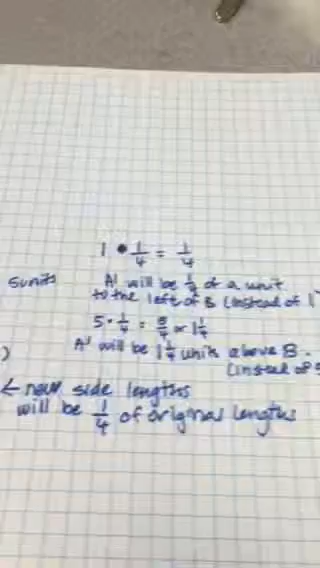 1 • 1/4 = 1/4
5 units A' will be 1/4 of a unit
to the left of B (instead of 1
5 • 1/4 = 5/4 or 1 1/4
) A' will be 1 1/4 units above B.
(instead of 5
← new side lengths
will be 1/4 of original lengths